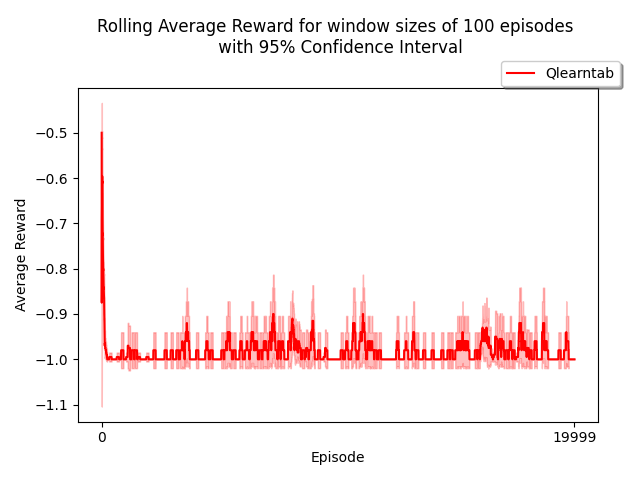 Rolling Average Reward for window sizes of 100 episodes
with 95% Confidence Interval
Qlearntab
Average Reward
−0.5
−0.6
−0.7
−0.8
−0.9
−1.0
−1.1
0
19999
Episode